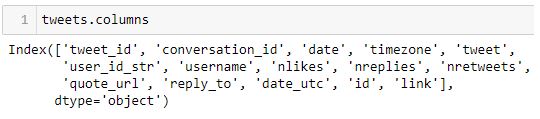 1 tweets.columns
Index(['tweet_id', 'conversation_id', 'date', 'timezone', 'tweet',
'user_id_str', 'username', 'nlikes', 'nreplies', 'nretweets',
'quote_url', 'reply_to', 'date_utc', 'id', 'link'],
dtype='object')